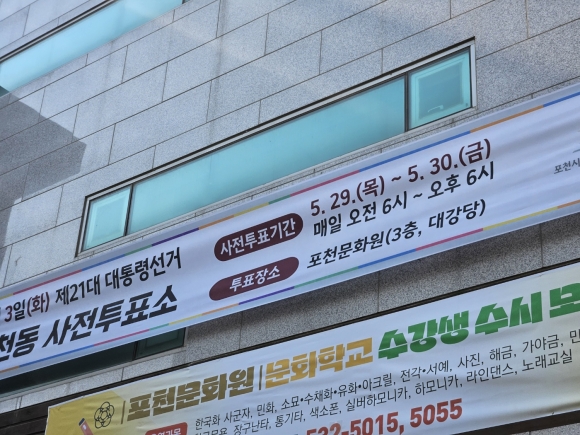 3일(화) 제21대 대통령선거
천동 사전투표소
사전투표기간
5. 29.(목) ~ 5. 30.(금)
매일 오전 6시 ~ 오후 6시
투표장소
포천문화원(3층, 대강당)
포천시
포천문화원 | 문화학교 수강생 수시
한국화 사군자, 민화, 소묘•수채화•유화•아크릴, 전각•서예, 사진, 해금, 가야금, 민
장구난타, 통기타, 색소폰, 실버하모니카, 하모니카, 라인댄스, 노래교실
532-5015, 5055